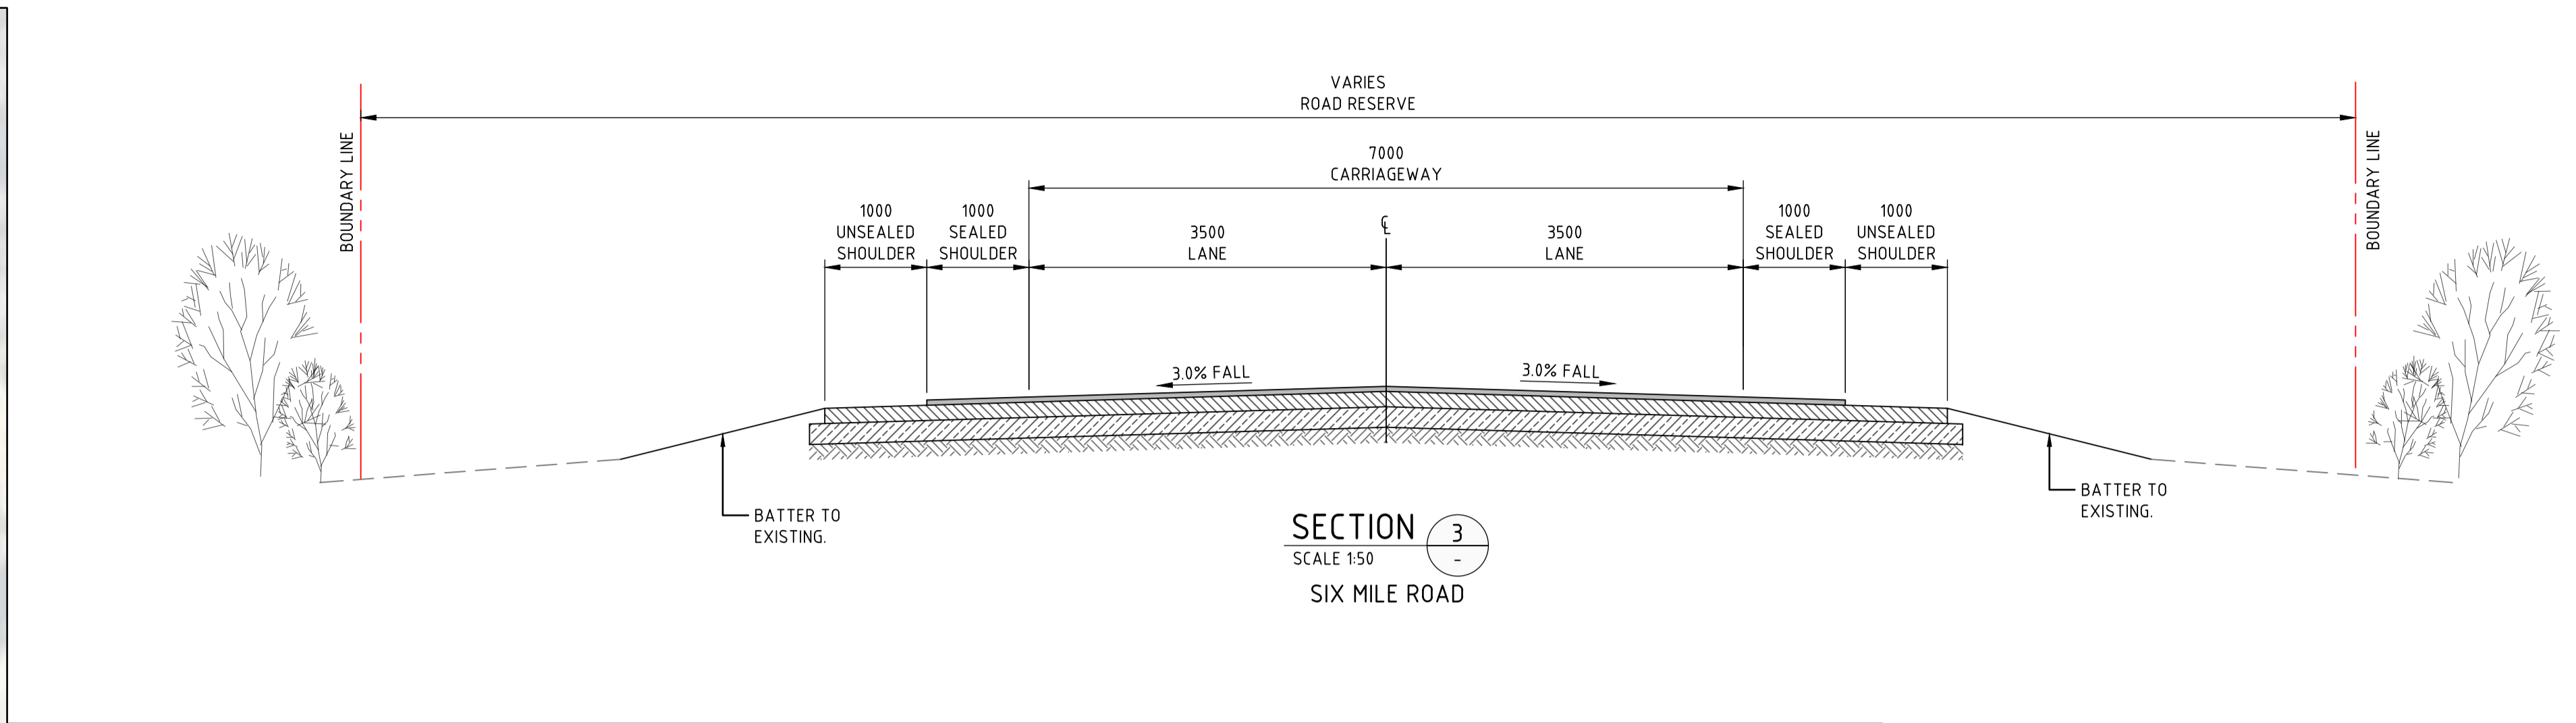 VARIES
ROAD RESERVE
BOUNDARY LINE
BOUNDARY LINE
7000
CARRIAGEWAY
1000
UNSEALED
SHOULDER
1000
SEALED
SHOULDER
3500
LANE
℄
3500
LANE
1000
SEALED
SHOULDER
1000
UNSEALED
SHOULDER
3.0% FALL
3.0% FALL
BATTER TO
EXISTING.
BATTER TO
EXISTING.
SECTION 3
SCALE 1:50 -
SIX MILE ROAD